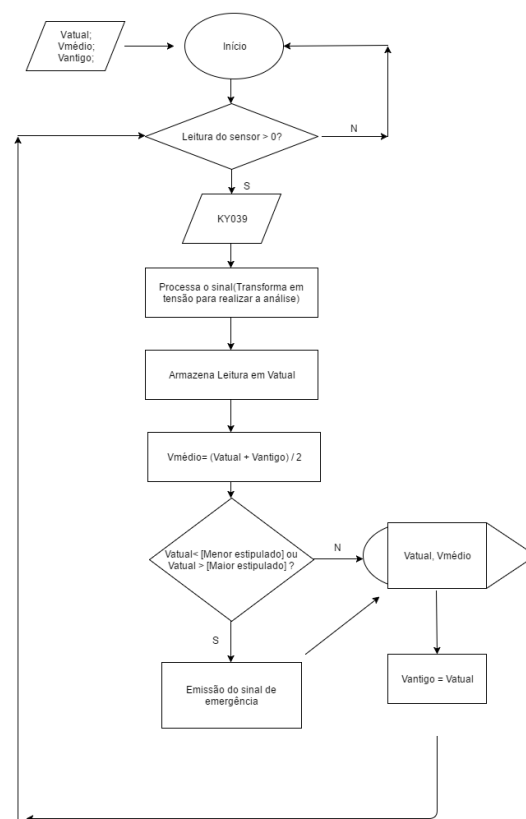 Vatual;
Vmédio;
Vantigo;
Início
Leitura do sensor > 0?
N
S
KY039
Processa o sinal(Transforma em
tensão para realizar a análise)
Armazena Leitura em Vatual
Vmédio= (Vatual + Vantigo) / 2
Vatual< [Menor estipulado] ou
Vatual > [Maior estipulado] ?
N
Vatual, Vmédio
S
Emissão do sinal de
emergência
Vantigo = Vatual